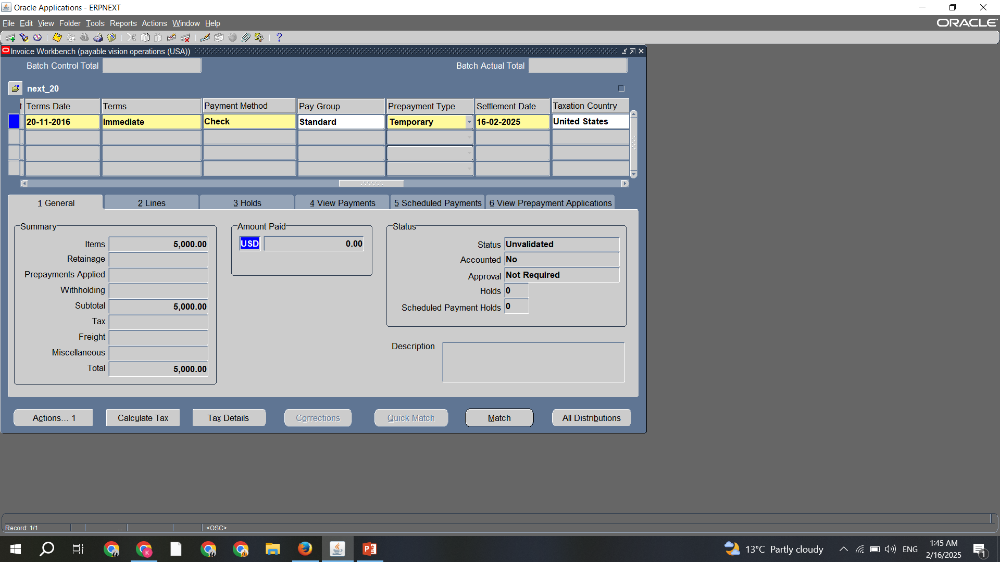 Oracle Applications - ERPNEXT
File Edit View Folder Tools Reports Actions Window Help
ORACLE
Invoice Workbench (payable vision operations (USA))
Batch Control Total
Batch Actual Total
next_20
t Terms Date Terms Payment Method Pay Group Prepayment Type Settlement Date Taxation Country
20-11-2016 Immediate Check Standard Temporary 16-02-2025 United States
1 General 2 Lines 3 Holds 4 View Payments 5 Scheduled Payments 6 View Prepayment Applications
Summary
Items 5,000.00
Retainage
Prepayments Applied
Withholding
Subtotal 5,000.00
Tax
Freight
Miscellaneous
Total 5,000.00
Amount Paid
USD 0.00
Status
Status Unvalidated
Accounted No
Approval Not Required
Holds 0
Scheduled Payment Holds 0
Description
Actions... 1 Calculate Tax Tax Details Corrections Quick Match Match All Distributions
Record: 1/1 ... <OSC>
13°C Partly cloudy ENG
1:45 AM
2/16/2025
1